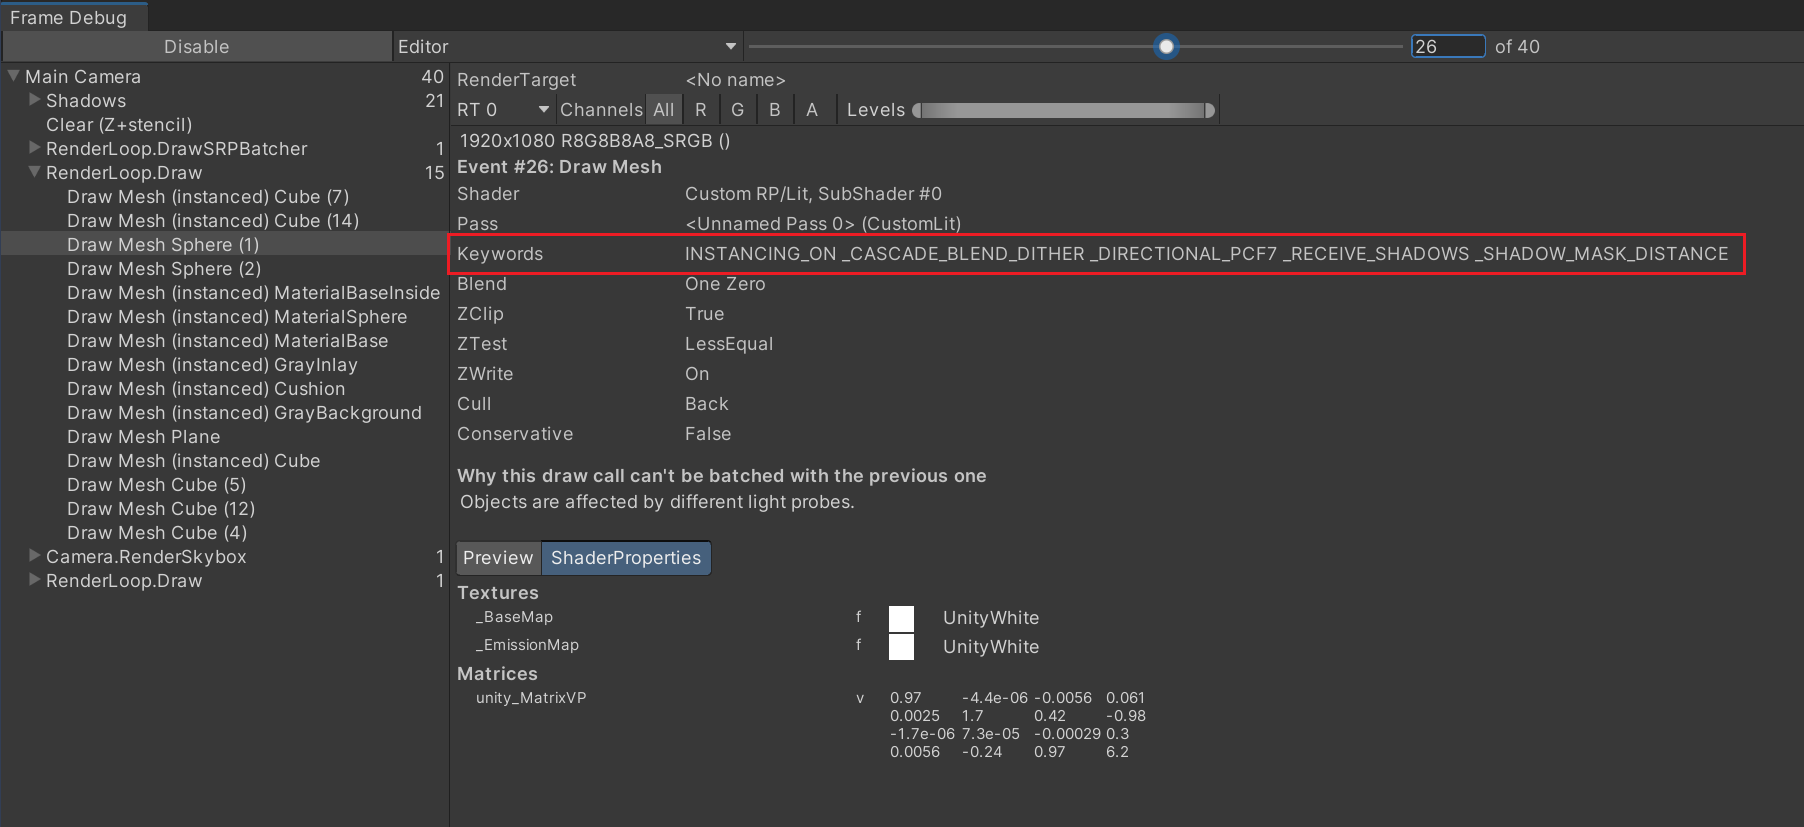 Frame Debug
Disable
Editor
26 of 40
Main Camera 40
Shadows 21
Clear (Z+stencil)
RenderLoop.DrawSRPBatcher 1
RenderLoop.Draw 15
Draw Mesh (instanced) Cube (7)
Draw Mesh (instanced) Cube (14)
Draw Mesh Sphere (1)
Draw Mesh Sphere (2)
Draw Mesh (instanced) MaterialBaseInside
Draw Mesh (instanced) MaterialSphere
Draw Mesh (instanced) MaterialBase
Draw Mesh (instanced) GrayInlay
Draw Mesh (instanced) Cushion
Draw Mesh (instanced) GrayBackground
Draw Mesh Plane
Draw Mesh (instanced) Cube
Draw Mesh Cube (5)
Draw Mesh Cube (12)
Draw Mesh Cube (4)
Camera.RenderSkybox 1
RenderLoop.Draw 1
RenderTarget <No name>
RT 0 Channels All R G B A Levels
1920x1080 R8G8B8A8_SRGB ()
Event #26: Draw Mesh
Shader Custom RP/Lit, SubShader #0
Pass <Unnamed Pass 0> (CustomLit)
Keywords INSTANCING_ON _CASCADE_BLEND_DITHER _DIRECTIONAL_PCF7 _RECEIVE_SHADOWS _SHADOW_MASK_DISTANCE
Blend One Zero
ZClip True
ZTest LessEqual
ZWrite On
Cull Back
Conservative False
Why this draw call can't be batched with the previous one
Objects are affected by different light probes.
Preview ShaderProperties
Textures
_BaseMap f UnityWhite
_EmissionMap f UnityWhite
Matrices
unity_MatrixVP v 0.97 -4.4e-06 -0.0056 0.061
0.0025 1.7 0.42 -0.98
-1.7e-06 7.3e-05 -0.00029 0.3
0.0056 -0.24 0.97 6.2